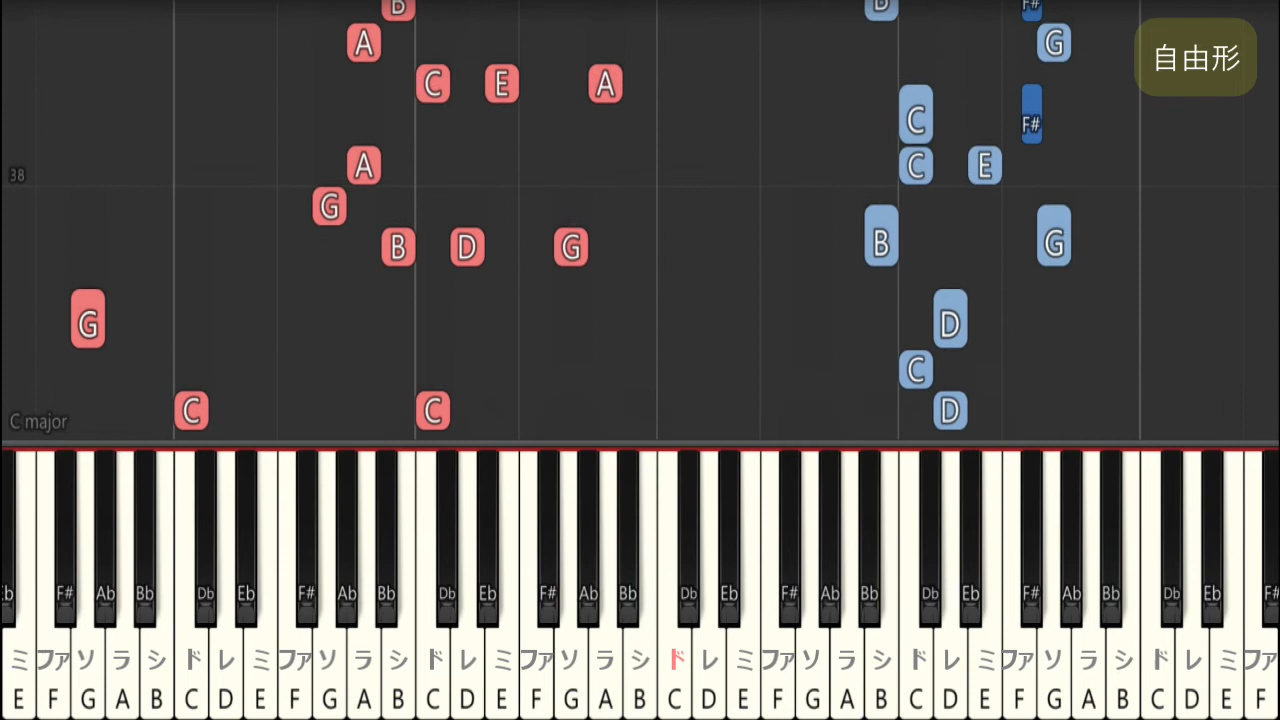 B B F#
A G 自由形
C E A
C F#
A C E
38
G
B D G B G
G D
C
C C D
C major
Eb F# Ab Bb Db Eb F# Ab Bb Db Eb F# Ab Bb Db Eb F# Ab Bb Db Eb F# Ab Bb Db Eb F#
ミ ファ ソ ラ シ ド レ ミ ファ ソ ラ シ ド レ ミ ファ ソ ラ シ ド レ ミ ファ ソ ラ シ ド レ ミ ファ ソ ラ シ ド レ ミ ファ
E F G A B C D E F G A B C D E F G A B C D E F G A B C D E F G A B C D E F